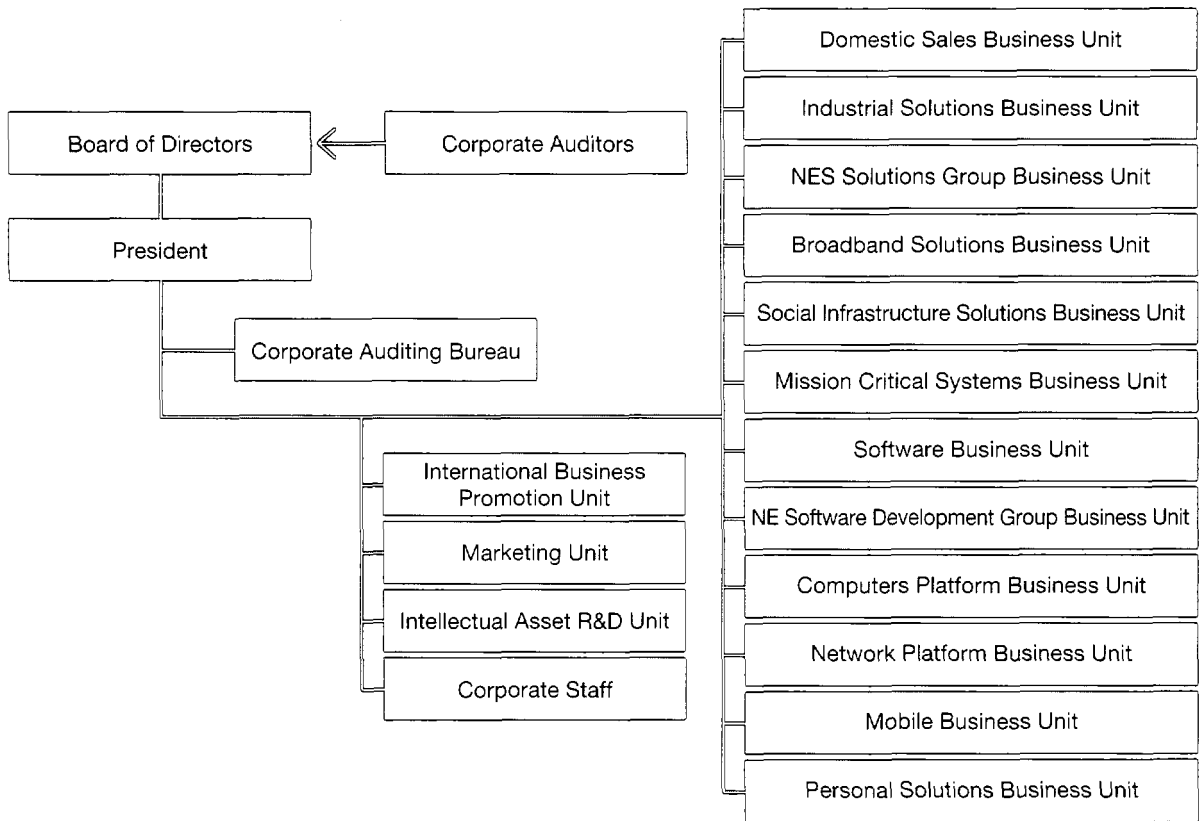 Board of Directors
Corporate Auditors
President
Corporate Auditing Bureau
International Business
Promotion Unit
Marketing Unit
Intellectual Asset R&D Unit
Corporate Staff
Domestic Sales Business Unit
Industrial Solutions Business Unit
NES Solutions Group Business Unit
Broadband Solutions Business Unit
Social Infrastructure Solutions Business Unit
Mission Critical Systems Business Unit
Software Business Unit
NE Software Development Group Business Unit
Computers Platform Business Unit
Network Platform Business Unit
Mobile Business Unit
Personal Solutions Business Unit